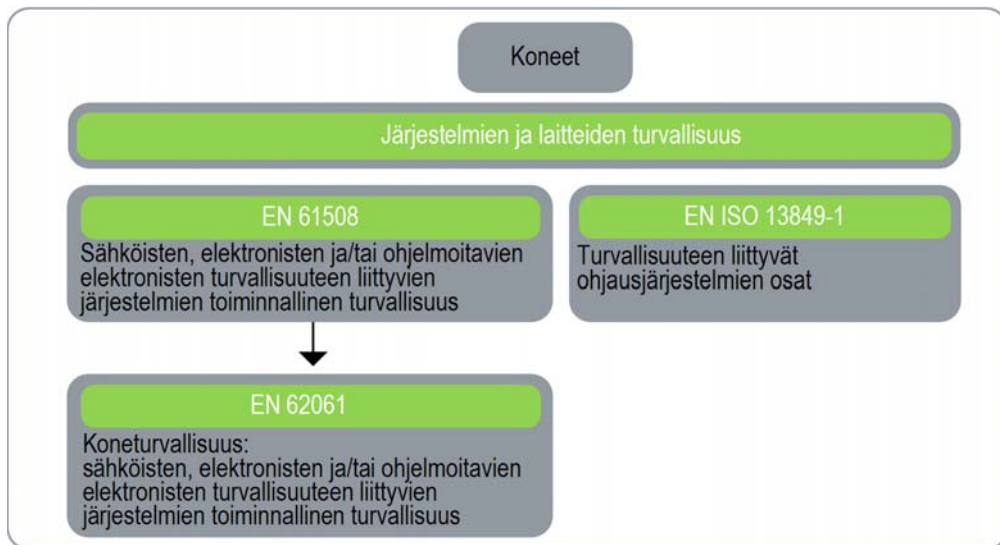 Koneet
Järjestelmien ja laitteiden turvallisuus
EN 61508
Sähköisten, elektronisten ja/tai ohjelmoitavien
elektronisten turvallisuuteen liittyvien
järjestelmien toiminnallinen turvallisuus
EN ISO 13849-1
Turvallisuuteen liittyvät
ohjausjärjestelmien osat
EN 62061
Koneturvallisuus:
sähköisten, elektronisten ja/tai ohjelmoitavien
elektronisten turvallisuuteen liittyvien
järjestelmien toiminnallinen turvallisuus